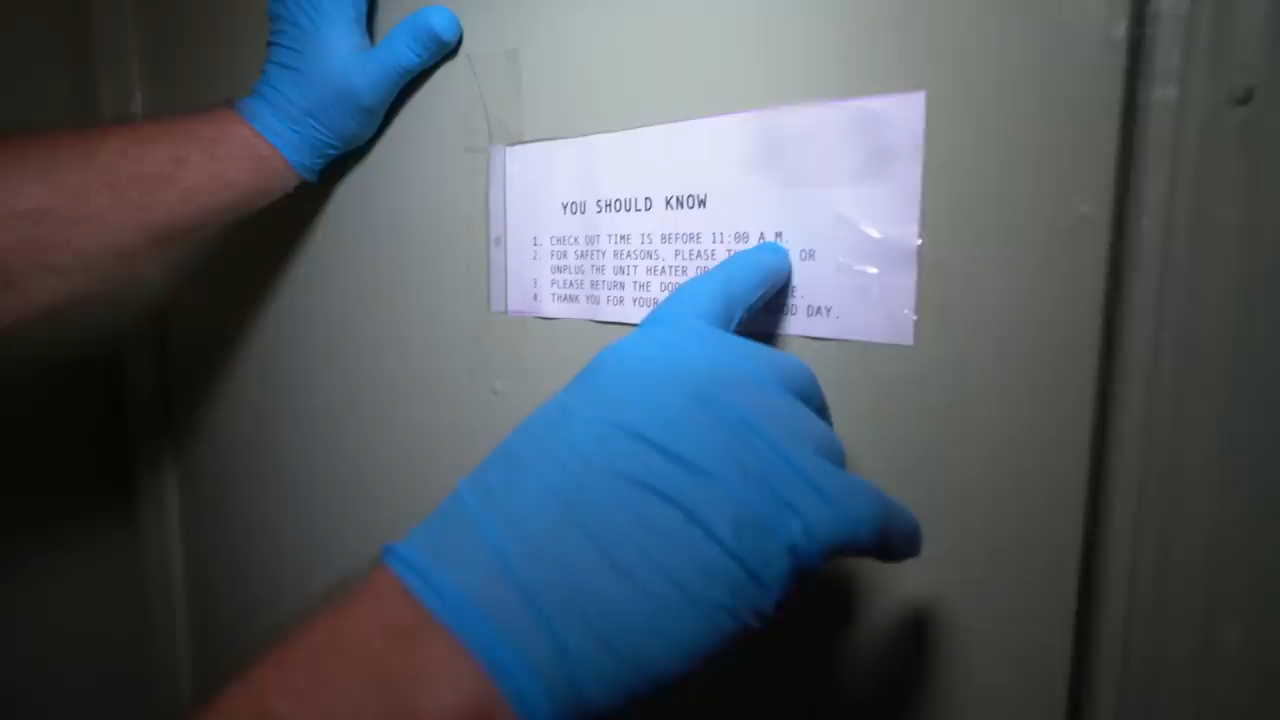 YOU SHOULD KNOW
1. CHECK OUT TIME IS BEFORE 11:00 A.M.
2. FOR SAFETY REASONS, PLEASE OR
UNPLUG THE UNIT HEATER
3. PLEASE RETURN THE
4. THANK YOU FOR YOUR DAY.